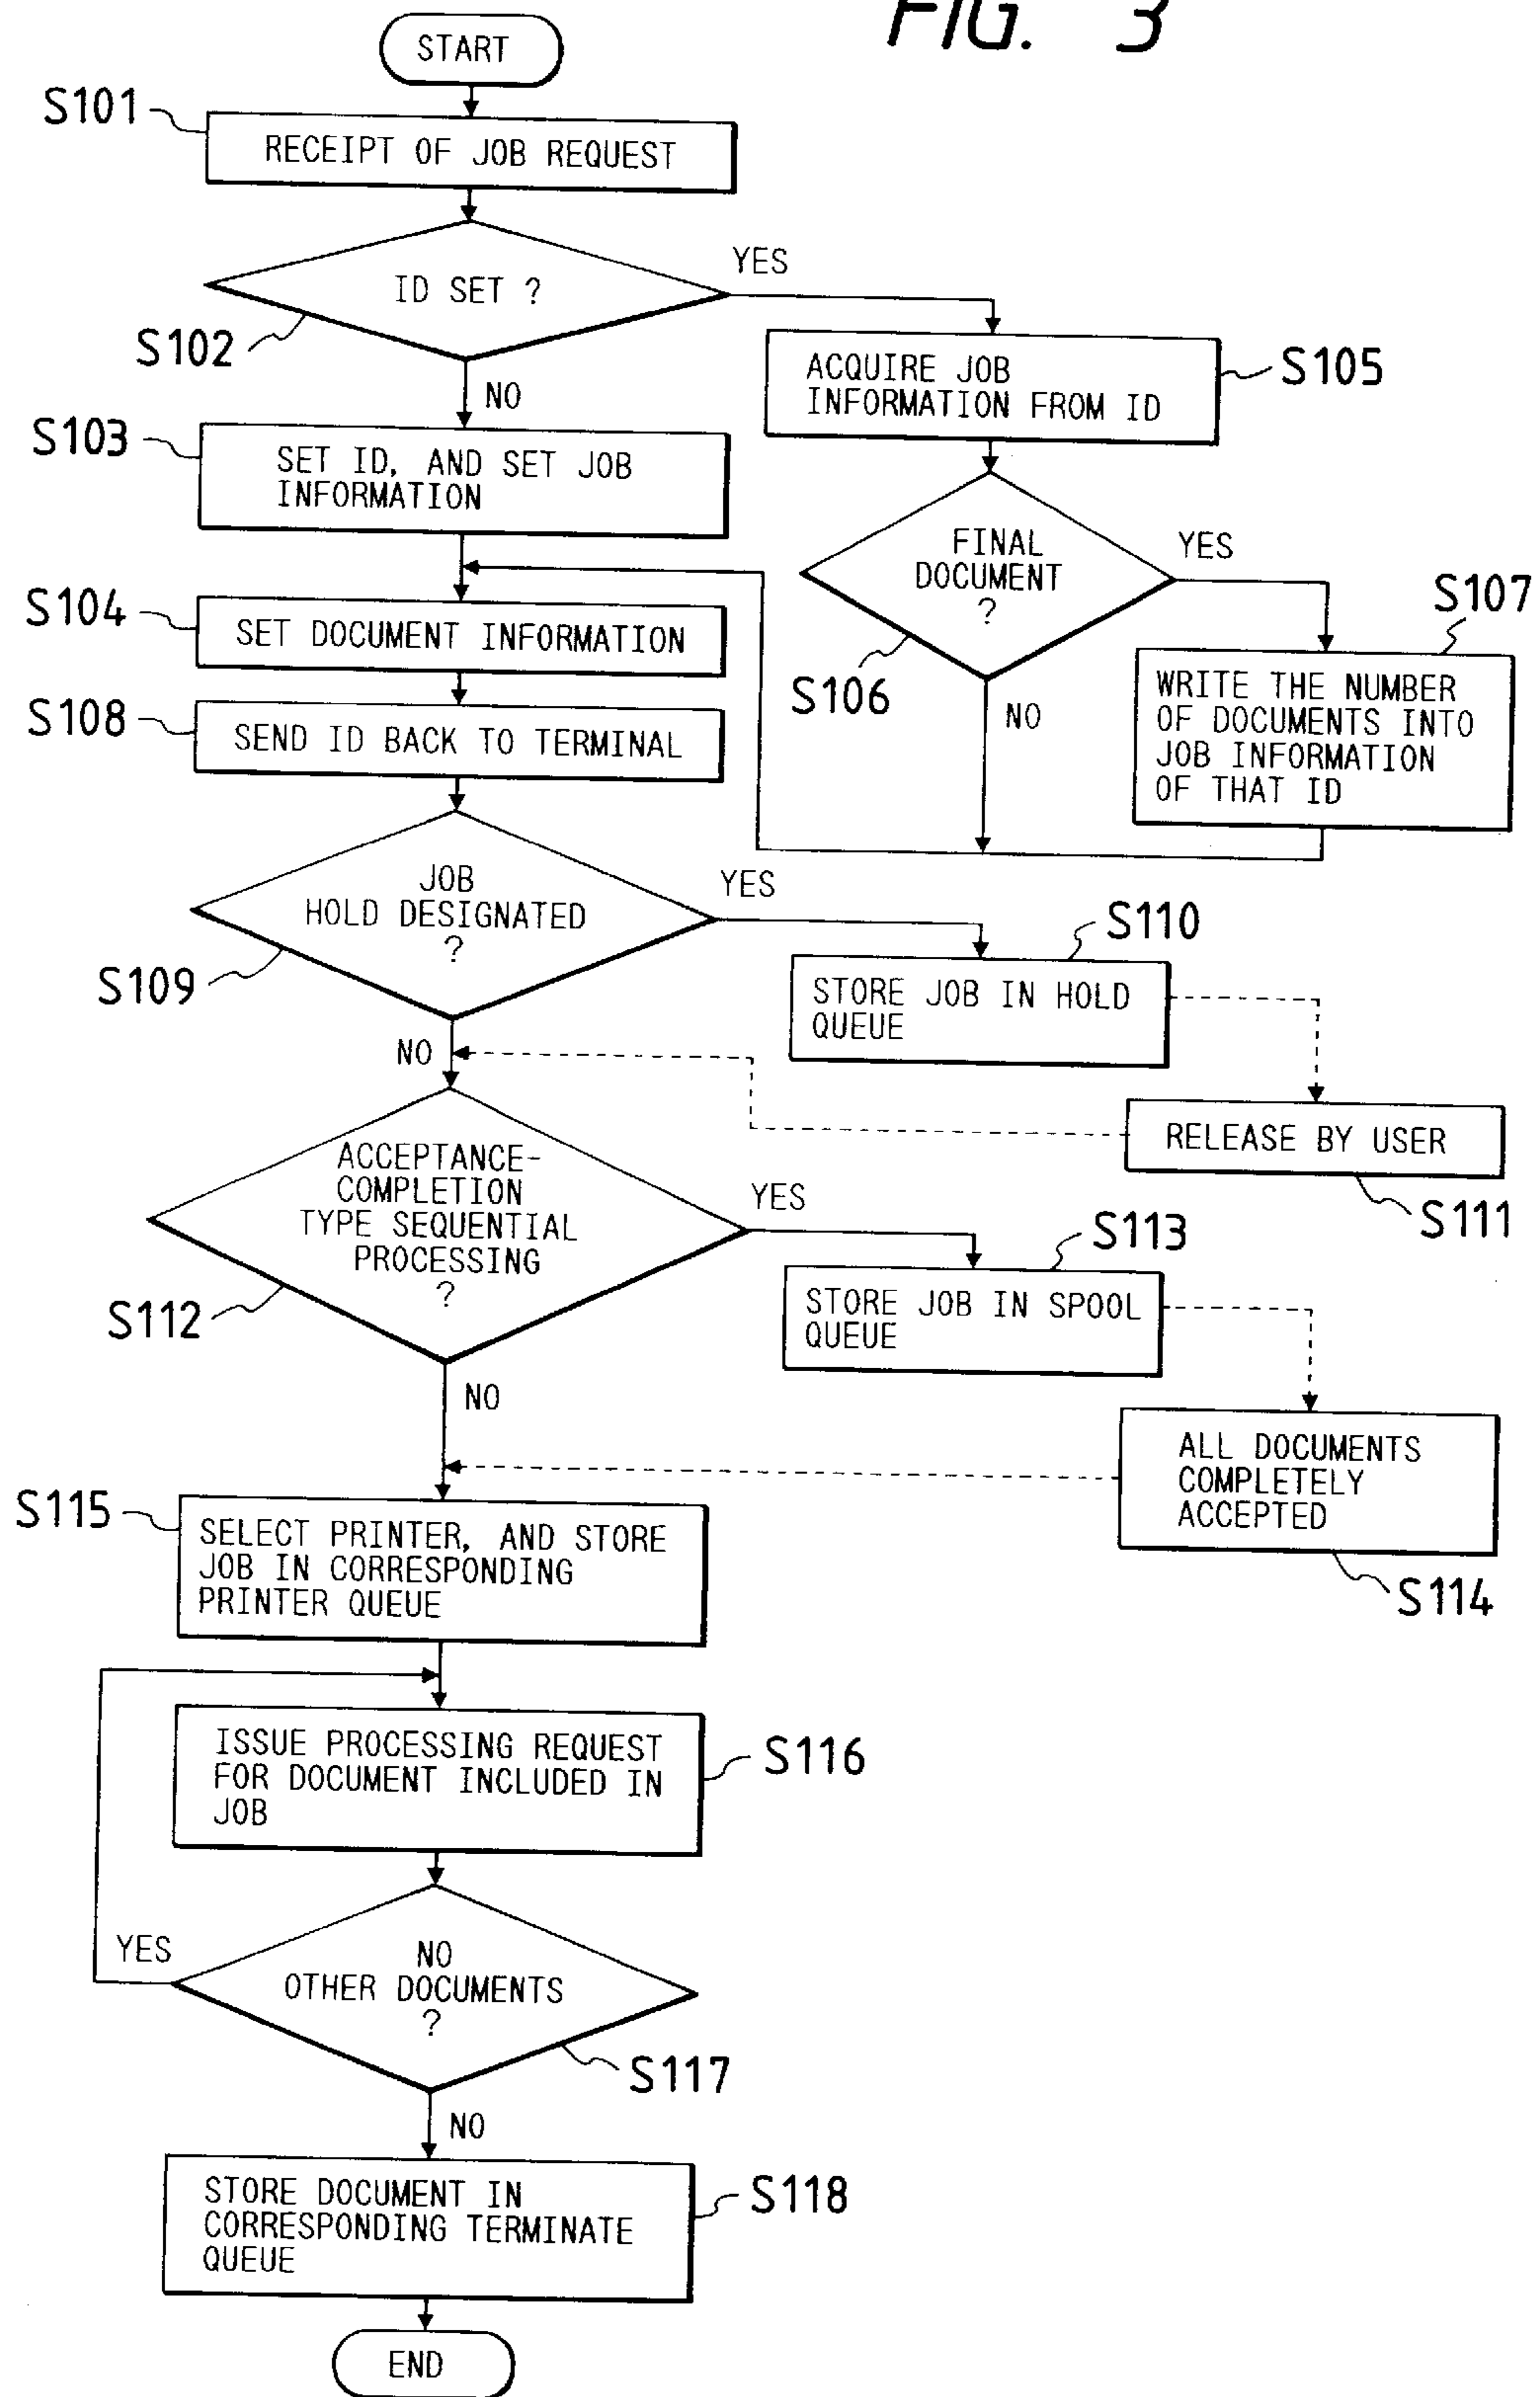 FIG. 3
START
S101
RECEIPT OF JOB REQUEST
ID SET ?
YES
S102
NO
ACQUIRE JOB
INFORMATION FROM ID
S105
S103
SET ID, AND SET JOB
INFORMATION
FINAL
DOCUMENT
?
YES
S106
NO
S107
WRITE THE NUMBER
OF DOCUMENTS INTO
JOB INFORMATION
OF THAT ID
S104
SET DOCUMENT INFORMATION
S108
SEND ID BACK TO TERMINAL
JOB
HOLD DESIGNATED
?
YES
S109
NO
S110
STORE JOB IN HOLD
QUEUE
RELEASE BY USER
S111
ACCEPTANCE-
COMPLETION
TYPE SEQUENTIAL
PROCESSING
?
YES
S112
NO
S113
STORE JOB IN SPOOL
QUEUE
ALL DOCUMENTS
COMPLETELY
ACCEPTED
S114
S115
SELECT PRINTER, AND STORE
JOB IN CORRESPONDING
PRINTER QUEUE
ISSUE PROCESSING REQUEST
FOR DOCUMENT INCLUDED IN
JOB
S116
YES
NO
OTHER DOCUMENTS
?
S117
NO
STORE DOCUMENT IN
CORRESPONDING TERMINATE
QUEUE
S118
END